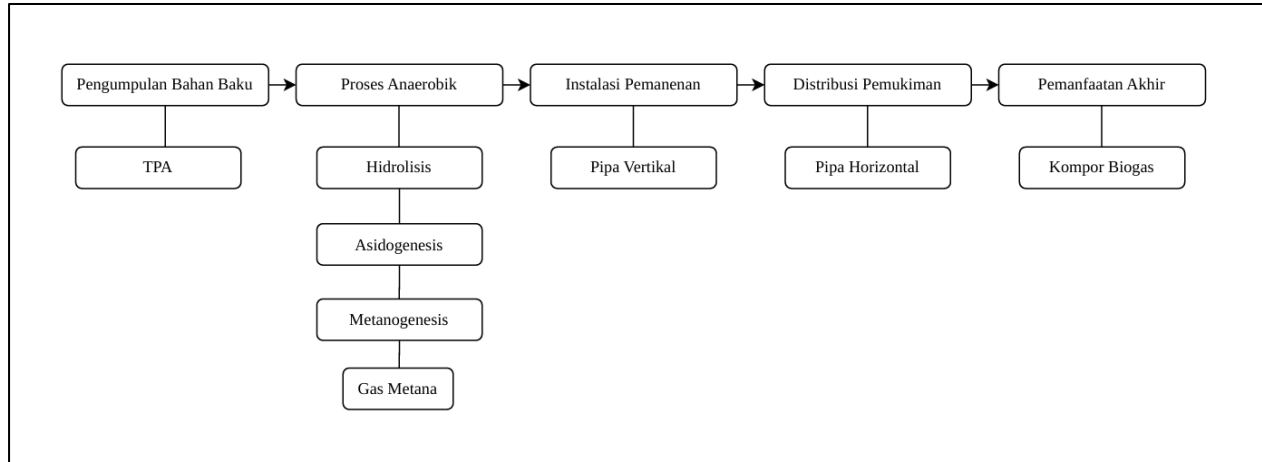 Pengumpulan Bahan Baku
Proses Anaerobik
Instalasi Pemanenan
Distribusi Pemukiman
Pemanfaatan Akhir
TPA
Hidrolisis
Pipa Vertikal
Pipa Horizontal
Kompor Biogas
Asidogenesis
Metanogenesis
Gas Metana